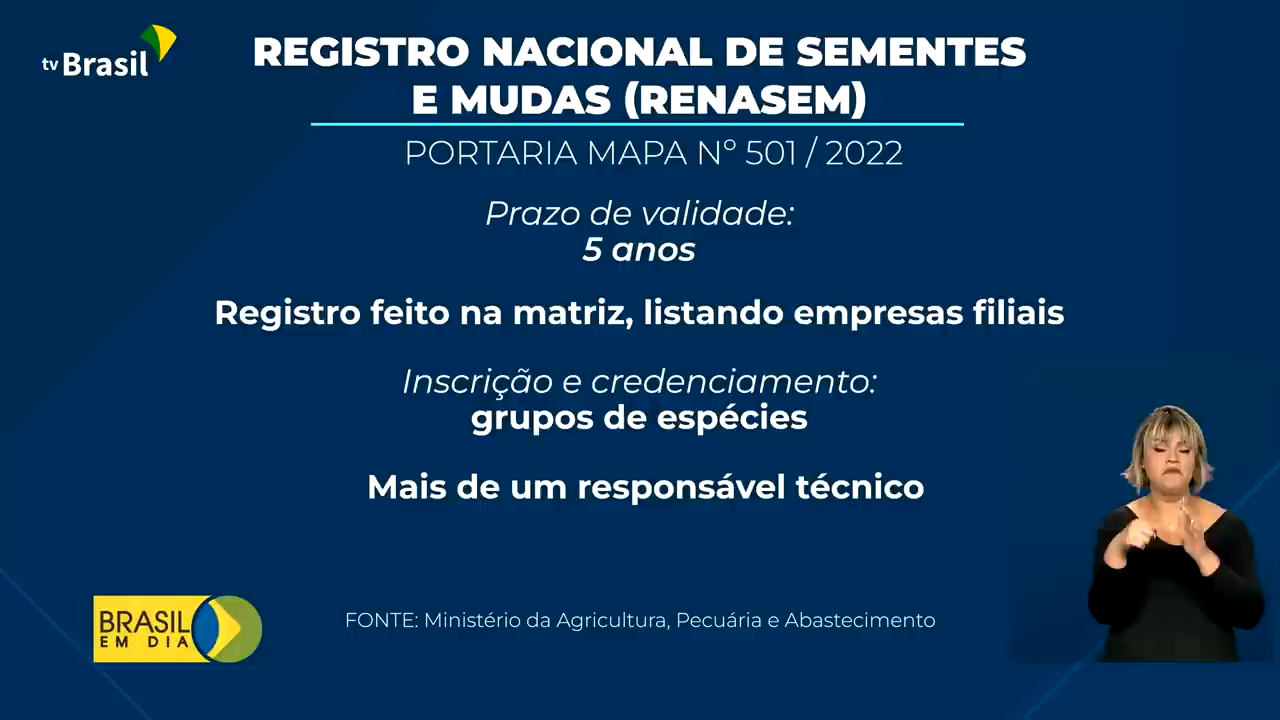 tv Brasil
REGISTRO NACIONAL DE SEMENTES
E MUDAS (RENASEM)
PORTARIA MAPA Nº 501 / 2022
Prazo de validade:
5 anos
Registro feito na matriz, listando empresas filiais
Inscrição e credenciamento:
grupos de espécies
Mais de um responsável técnico
BRASIL
EM DIA
FONTE: Ministério da Agricultura, Pecuária e Abastecimento